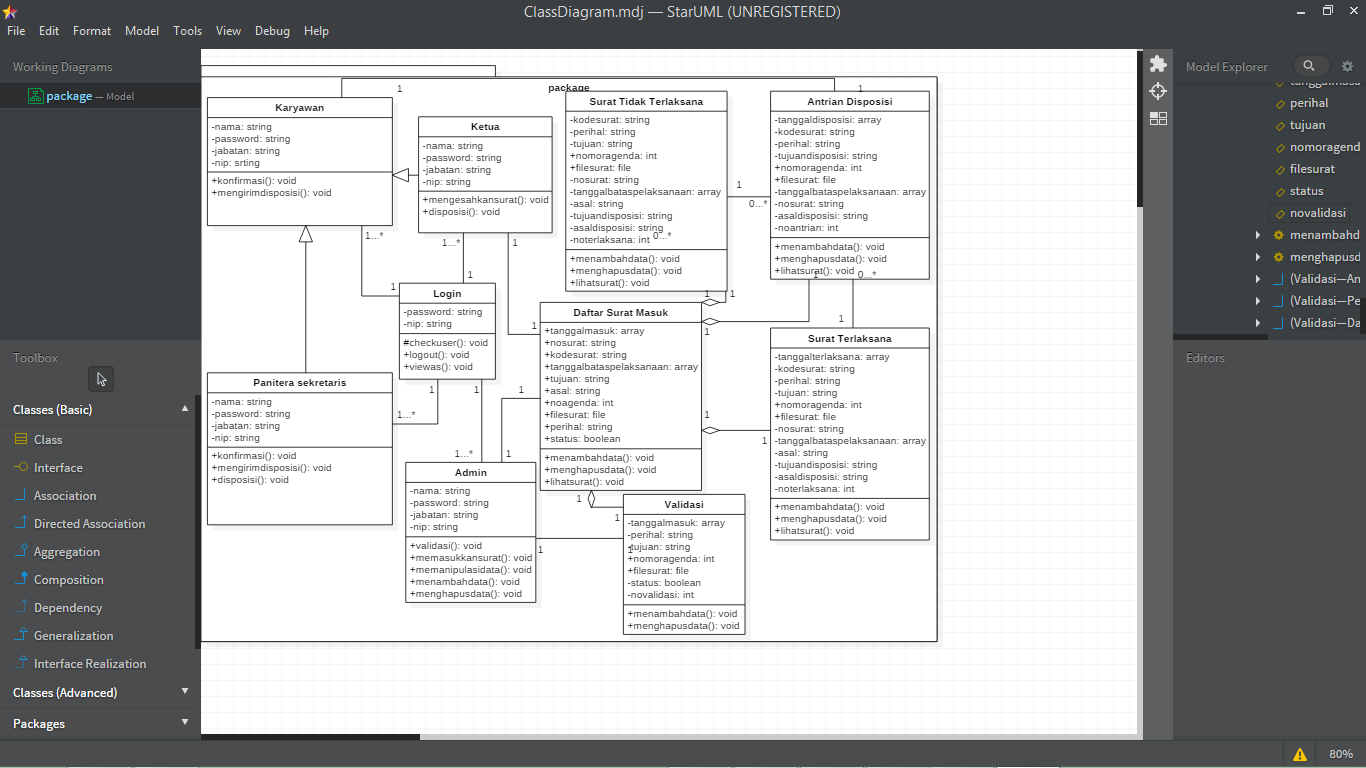 ClassDiagram.mdj — StarUML (UNREGISTERED)
File Edit Format Model Tools View Debug Help
Working Diagrams
package — Model
Toolbox
Classes (Basic)
Class
Interface
Association
Directed Association
Aggregation
Composition
Dependency
Generalization
Interface Realization
Classes (Advanced)
Packages
package
1
1
Karyawan
-nama: string
-password: string
-jabatan: string
-nip: srting
+konfirmasi(): void
+mengirimdisposisi(): void
Ketua
-nama: string
-password: string
-jabatan: string
-nip: string
+mengesahkansurat(): void
+disposisi(): void
Surat Tidak Terlaksana
-kodesurat: string
-perihal: string
-tujuan: string
+nomoragenda: int
+filesurat: file
-nosurat: string
-tanggalbataspelaksanaan: array
-asal: string
-tujuandisposisi: string
-asaldisposisi: string
-noterlaksana: int
0...*
+menambahdata(): void
+menghapusdata(): void
+lihatsurat(): void
1
0...*
Antrian Disposisi
-tanggaldisposisi: array
-kodesurat: string
-perihal: string
-tujuandisposisi: string
+nomoragenda: int
+filesurat: file
-tanggalbataspelaksanaan: array
-nosurat: string
-asaldisposisi: string
-noantrian: int
+menambahdata(): void
+menghapusdata(): void
+lihatsurat(): void
1
0...*
1...*
1
1...*
1
1
1
Login
-password: string
-nip: string
#checkuser(): void
+logout(): void
+viewas(): void
1
1...*
1
1...*
1
1
Daftar Surat Masuk
+tanggalmasuk: array
+nosurat: string
+kodesurat: string
+tanggalbataspelaksanaan: array
+tujuan: string
+asal: string
+noagenda: int
+filesurat: file
+perihal: string
+status: boolean
+menambahdata(): void
+menghapusdata(): void
+lihatsurat(): void
1
1
1
1
1
1
Surat Terlaksana
-tanggalterlaksana: array
-kodesurat: string
-perihal: string
-tujuan: string
+nomoragenda: int
+filesurat: file
-nosurat: string
-tanggalbataspelaksanaan: array
-asal: string
-tujuandisposisi: string
-asaldisposisi: string
-noterlaksana: int
+menambahdata(): void
+menghapusdata(): void
+lihatsurat(): void
Panitera sekretaris
-nama: string
-password: string
-jabatan: string
-nip: string
+konfirmasi(): void
+mengirimdisposisi(): void
+disposisi(): void
Admin
-nama: string
-password: string
-jabatan: string
-nip: string
+validasi(): void
+memasukkansurat(): void
+memanipulasidata(): void
+menambahdata(): void
+menghapusdata(): void
1
1
1
Validasi
-tanggalmasuk: array
-perihal: string
-tujuan: string
+nomoragenda: int
+filesurat: file
-status: boolean
-novalidasi: int
+menambahdata(): void
+menghapusdata(): void
Model Explorer
perihal
tujuan
nomoragend
filesurat
status
novalidasi
menambahd
menghapusd
(Validasi—An
(Validasi—Pe
(Validasi—Da
Editors
80%